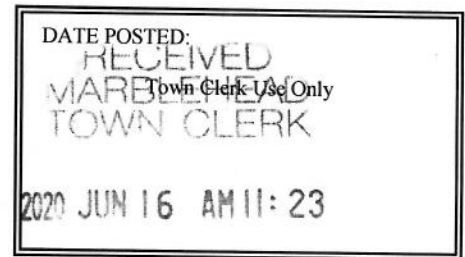 DATE POSTED:
RECEIVED
MARBLEHEAD
Town Clerk Use Only
TOWN CLERK
2020 JUN 16 AM 11: 23